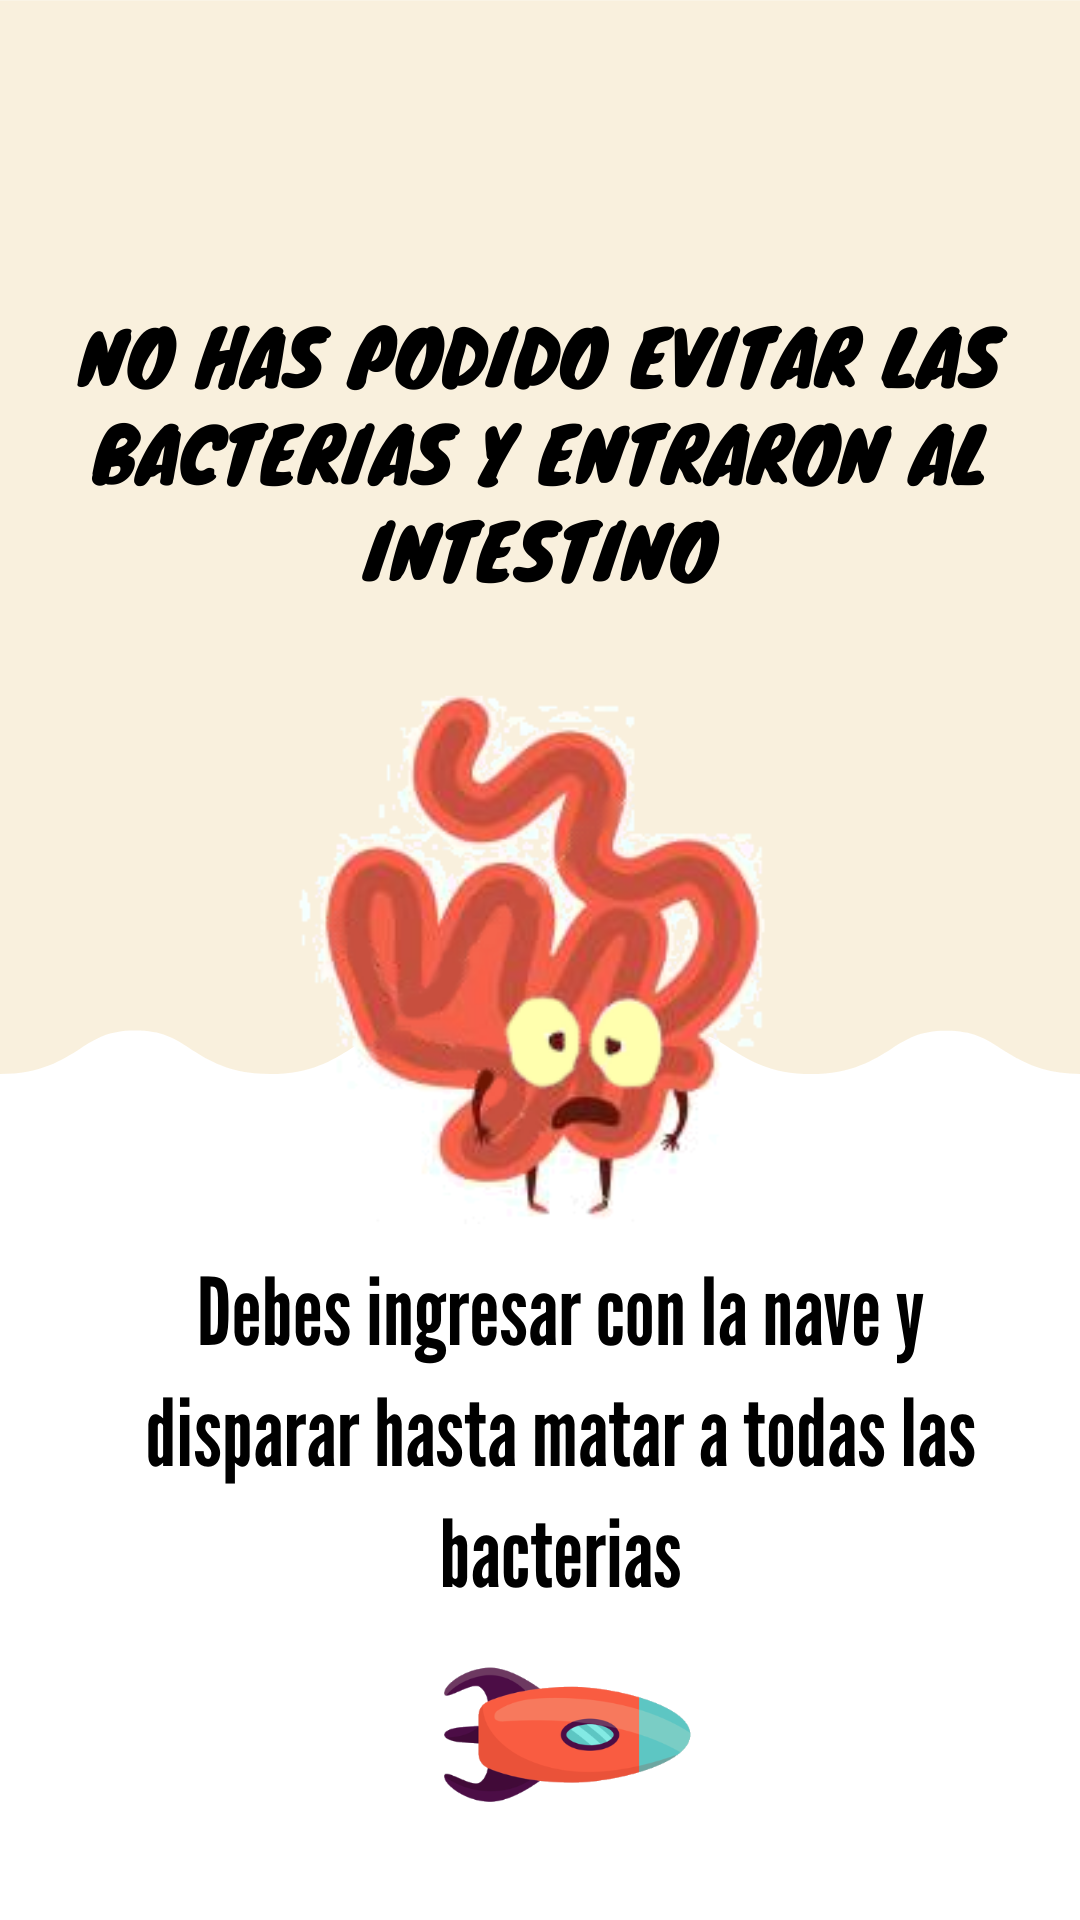 NO HAS PODIDO EVITAR LAS
BACTERIAS Y ENTRARON AL
INTESTINO
Debes ingresar con la nave y
disparar hasta matar a todas las
bacterias